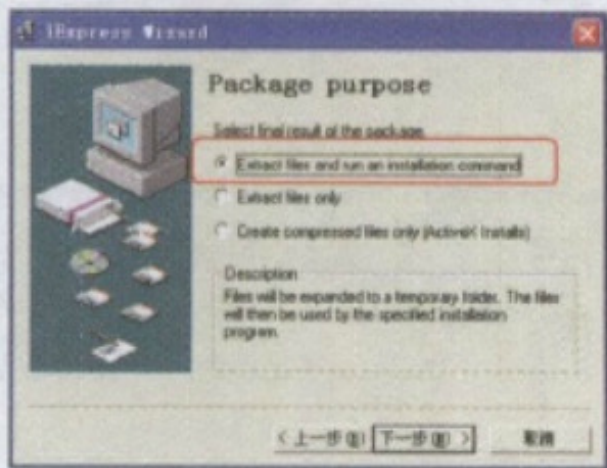 IExpress Wizard
Package purpose
Select final result of the package.
Extract files and run an installation command
Extract files only
Create compressed files only (ActiveX Installs)
Description
Files will be expanded to a temporary folder. The files
will then be used by the specified installation
program.
< 上一步(B) 下一步(N) > 取消